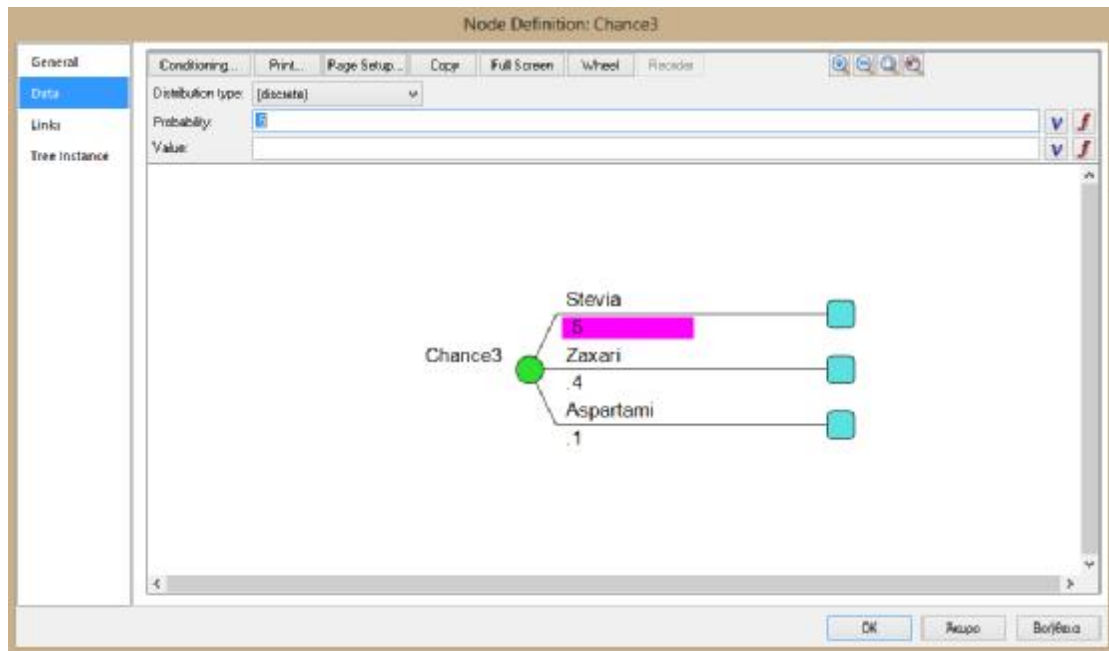 Node Definition: Chance3
General
Data
Links
Tree Instance
Conditioning... Print... Page Setup... Copy Full Screen Wheel Reorder
Distribution type: (discrete)
Probability: .5
Value:
Stevia
.5
Chance3
Zaxari
.4
Aspartami
.1
OK Άκυρο Βοήθεια